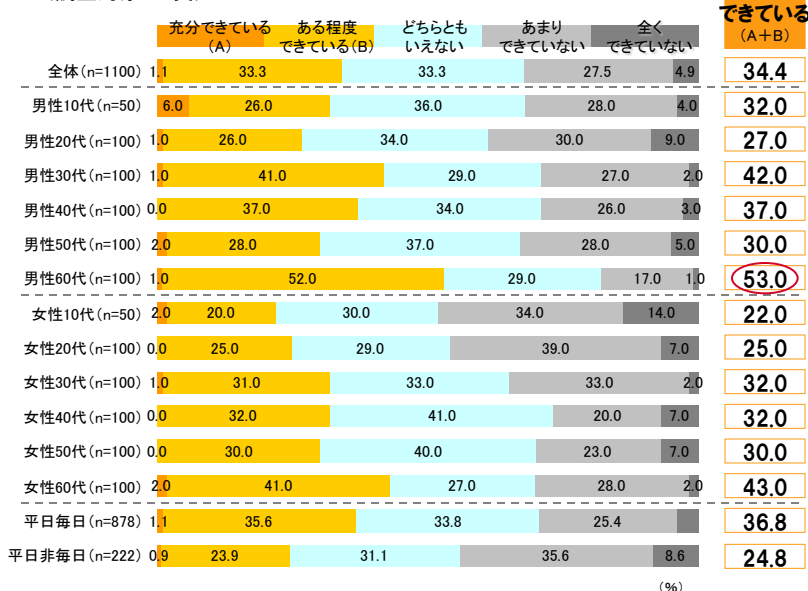 充分できている ある程度 どちらとも あまり 全く できている
(A) できている(B) いえない できていない できていない (A+B)
全体(n=1100) 1.1 33.3 33.3 27.5 4.9 34.4
男性10代(n=50) 6.0 26.0 36.0 28.0 4.0 32.0
男性20代(n=100) 1.0 26.0 34.0 30.0 9.0 27.0
男性30代(n=100) 1.0 41.0 29.0 27.0 2.0 42.0
男性40代(n=100) 0.0 37.0 34.0 26.0 3.0 37.0
男性50代(n=100) 2.0 28.0 37.0 28.0 5.0 30.0
男性60代(n=100) 1.0 52.0 29.0 17.0 1.0 53.0
女性10代(n=50) 2.0 20.0 30.0 34.0 14.0 22.0
女性20代(n=100) 0.0 25.0 29.0 39.0 7.0 25.0
女性30代(n=100) 1.0 31.0 33.0 33.0 2.0 32.0
女性40代(n=100) 0.0 32.0 41.0 20.0 7.0 32.0
女性50代(n=100) 0.0 30.0 40.0 23.0 7.0 30.0
女性60代(n=100) 2.0 41.0 27.0 28.0 2.0 43.0
平日毎日(n=878) 1.1 35.6 33.8 25.4 36.8
平日非毎日(n=222) 0.9 23.9 31.1 35.6 8.6 24.8
(%)